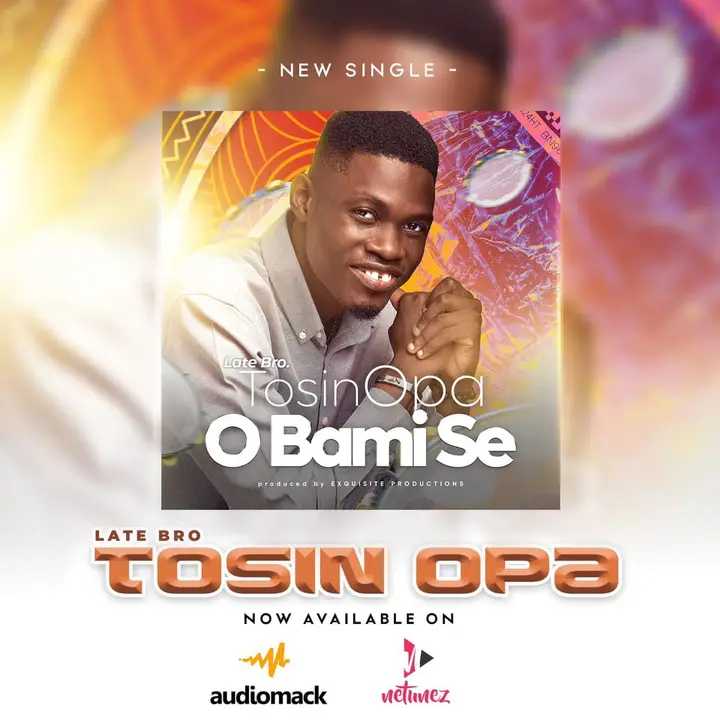 - NEW SINGLE -
Late Bro.
TosinOpa
O Bami Se
produced by EXQUISITE PRODUCTIONS
LATE BRO
TOSIN OPa
NOW AVAILABLE ON
audiomack
netunez